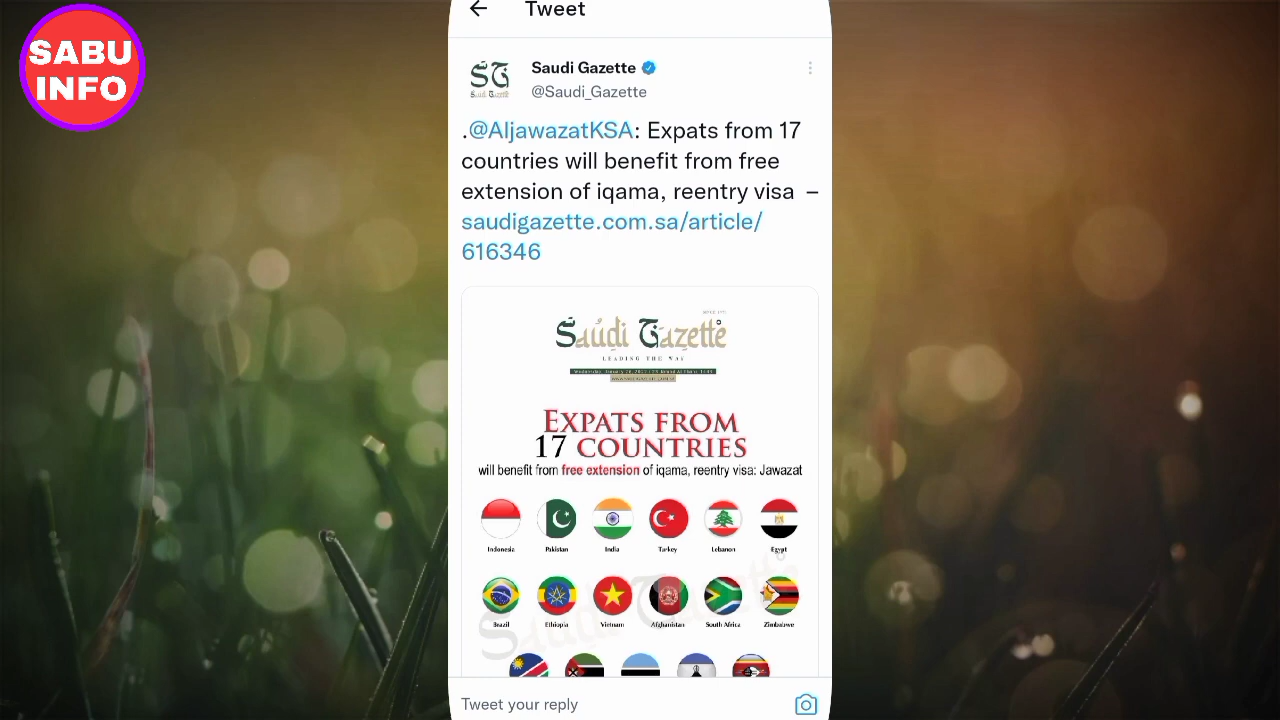 SABU
INFO
Tweet
Saudi Gazette
@Saudi_Gazette
.@AljawazatKSA: Expats from 17
countries will benefit from free
extension of iqama, reentry visa –
saudigazette.com.sa/article/
616346
Saudi Gazette
LEADING THE WAY
EXPATS FROM
17 COUNTRIES
will benefit from free extension of iqama, reentry visa: Jawazat
Indonesia Pakistan India Turkey Lebanon Egypt
Brazil Ethiopia Vietnam Afghanistan South Africa Zimbabwe
Tweet your reply